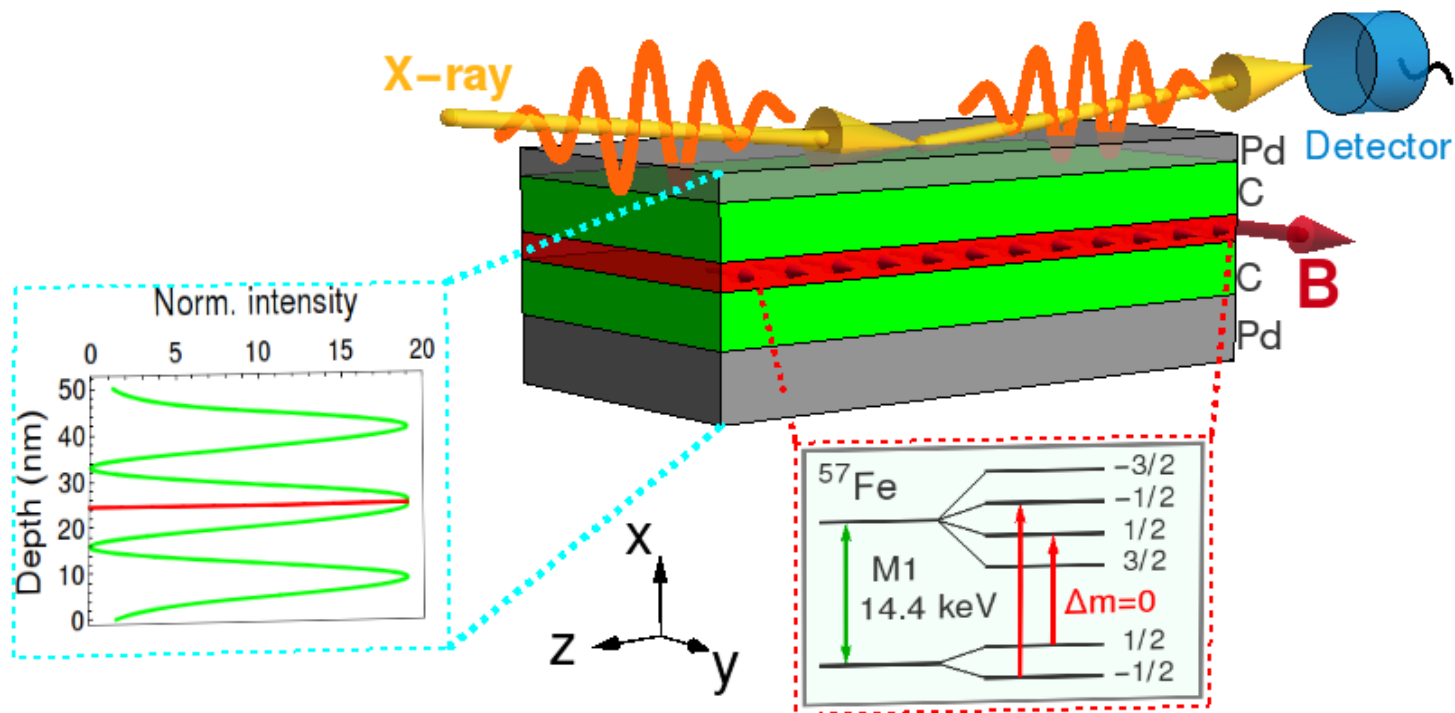 X-ray
Detector
Pd
C
B
C
Pd
Norm. intensity
0 5 10 15 20
Depth (nm)
50
40
30
20
10
0
x
z
y
⁵⁷Fe
M1
14.4 keV
Δm=0
-3/2
-1/2
1/2
3/2
1/2
-1/2